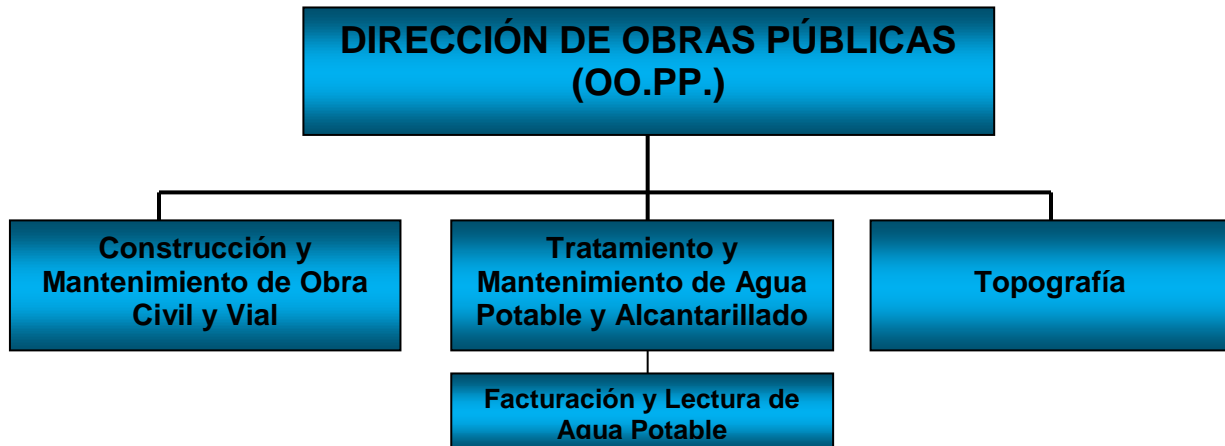 DIRECCIÓN DE OBRAS PÚBLICAS
(OO.PP.)
Construcción y
Mantenimiento de Obra
Civil y Vial
Tratamiento y
Mantenimiento de Agua
Potable y Alcantarillado
Topografía
Facturación y Lectura de
Agua Potable